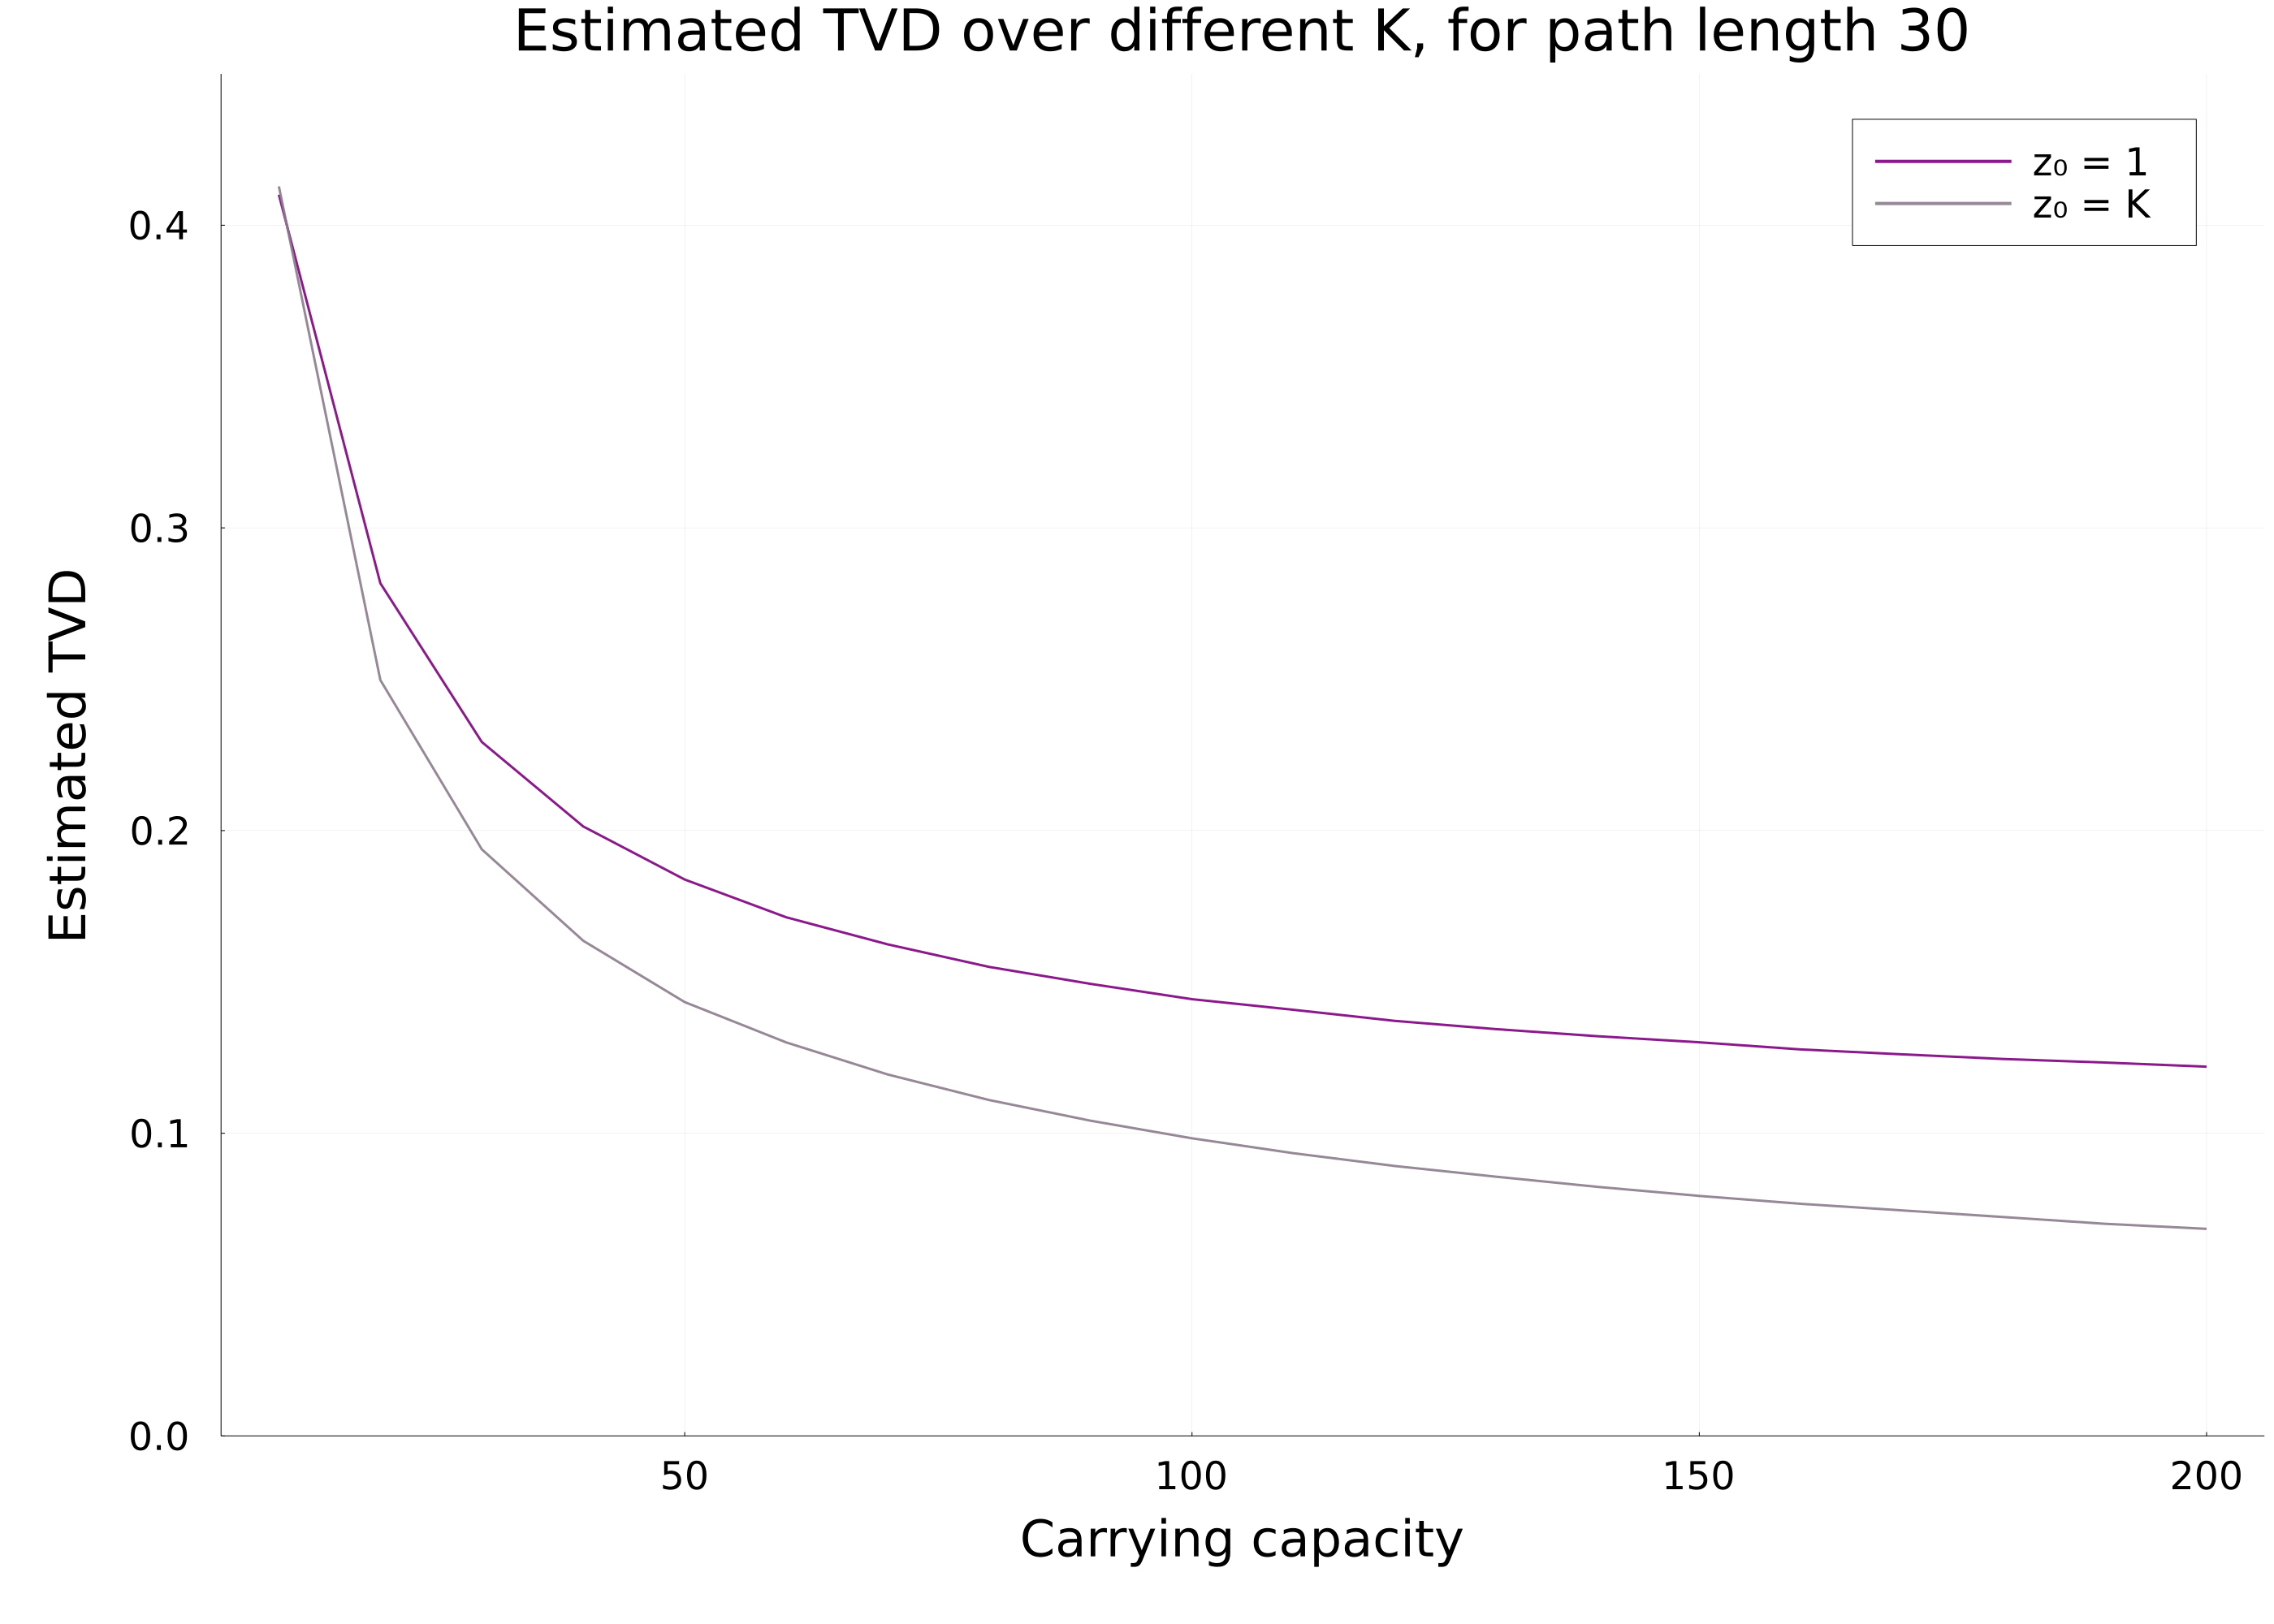 Estimated TVD over different K, for path length 30
z₀ = 1
z₀ = K
Estimated TVD
0.4
0.3
0.2
0.1
0.0
50 100 150 200
Carrying capacity